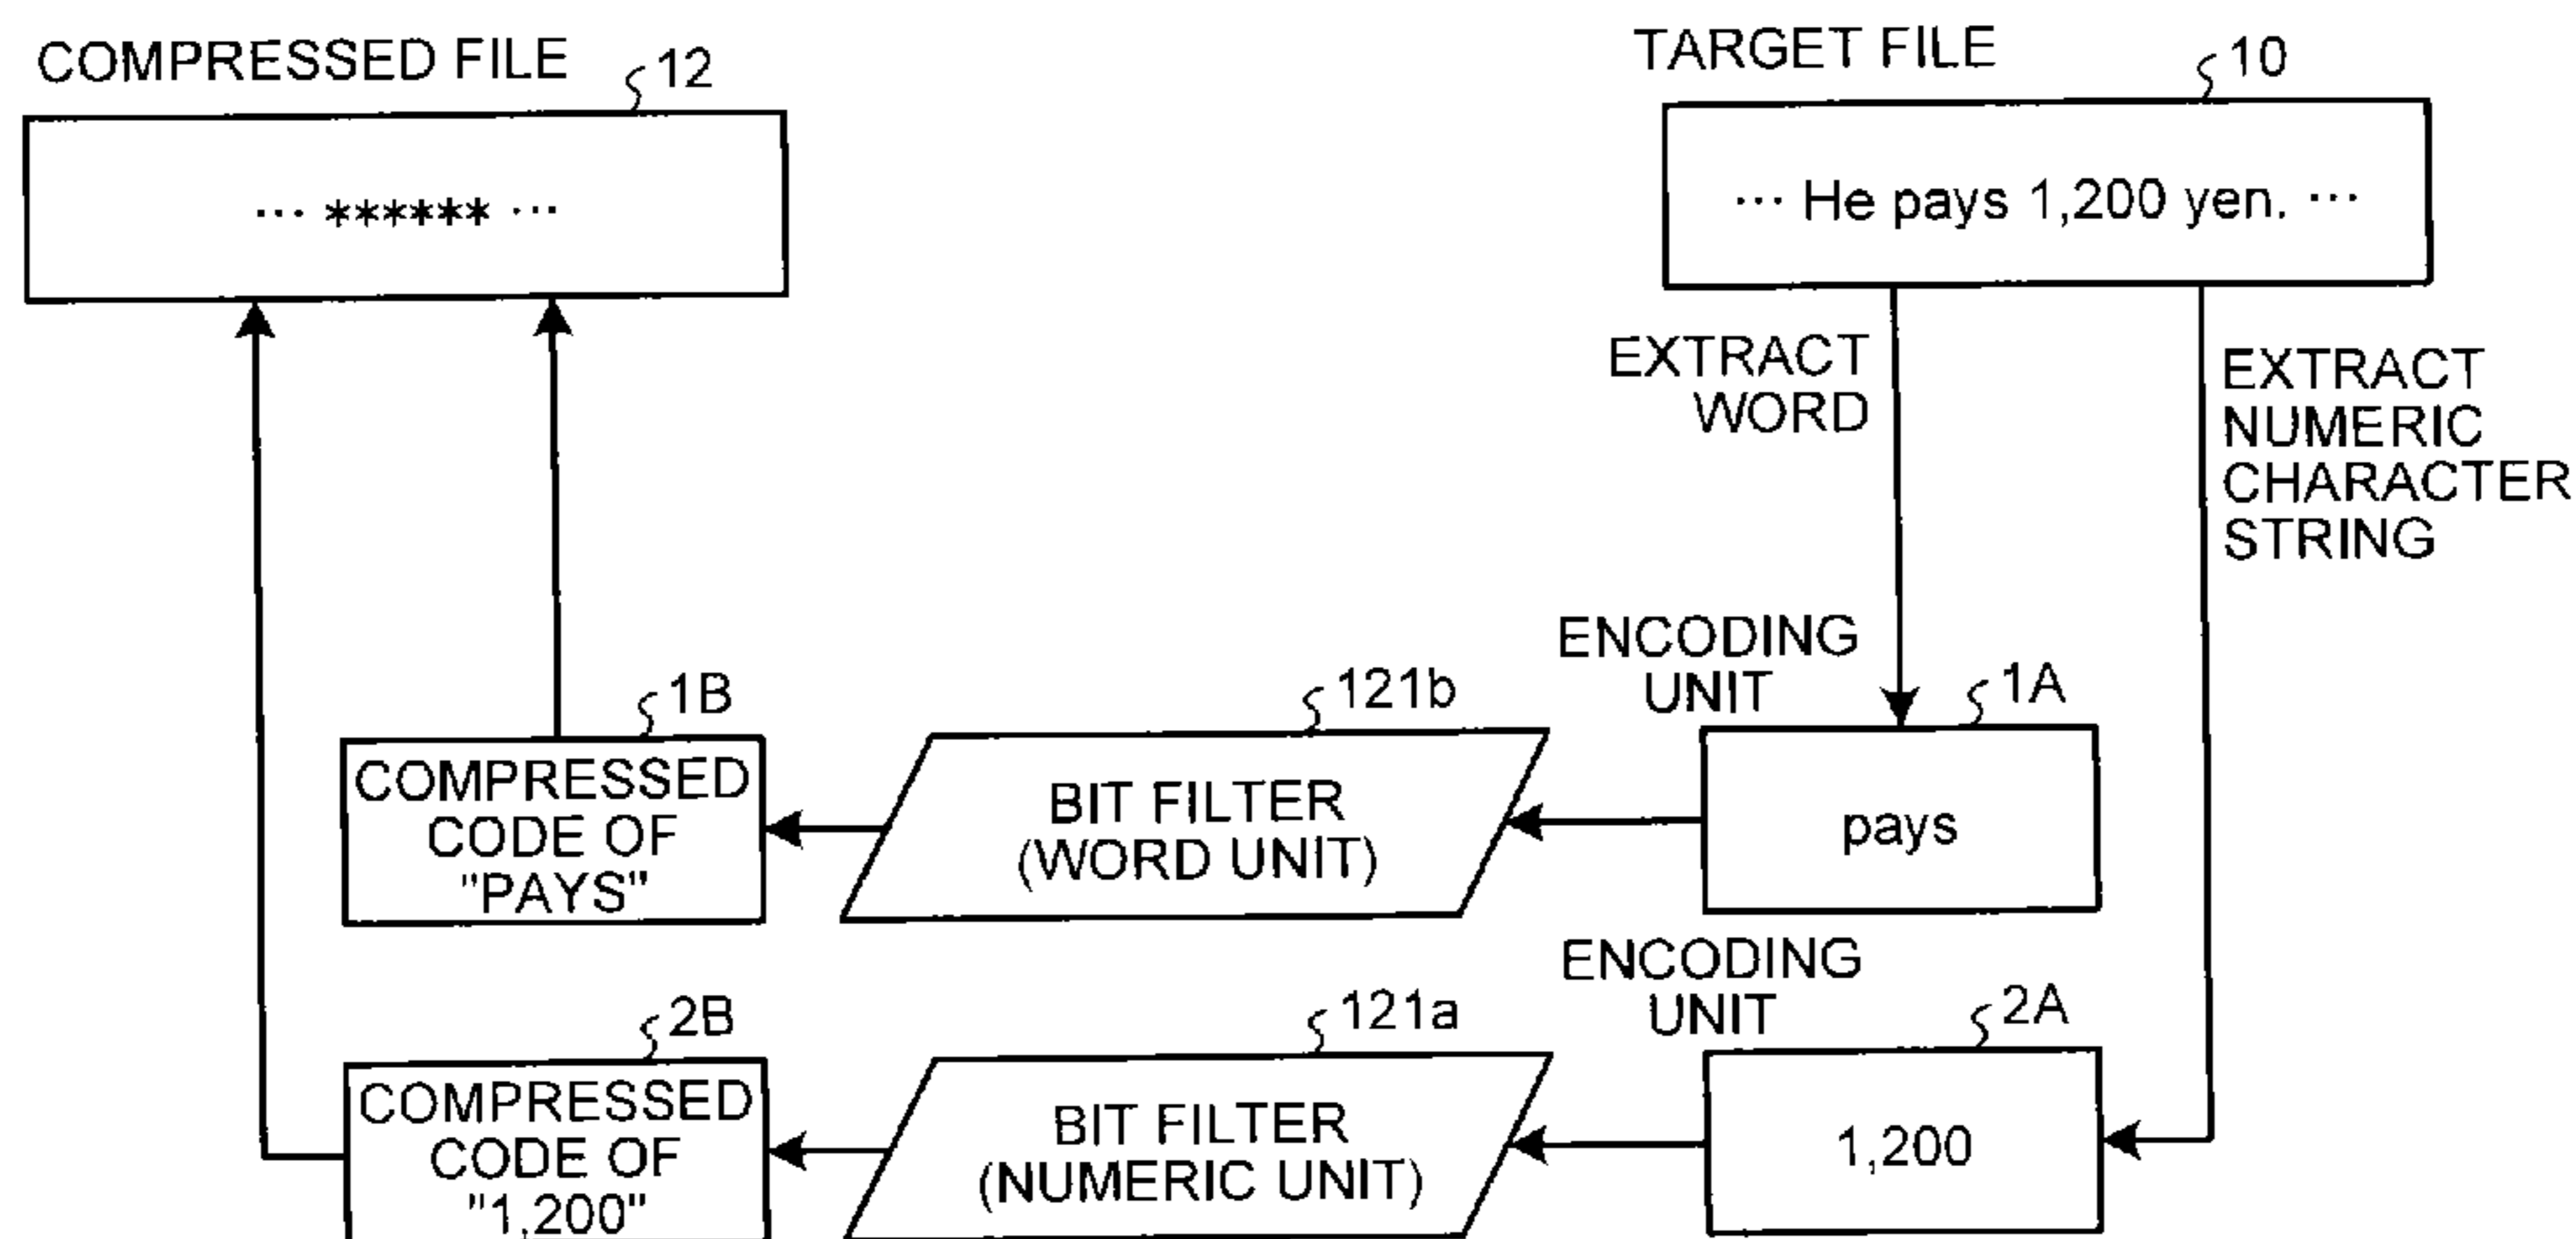 COMPRESSED FILE
12
··· ****** ···
TARGET FILE
10
··· He pays 1,200 yen. ···
EXTRACT
WORD
EXTRACT
NUMERIC
CHARACTER
STRING
1B
COMPRESSED
CODE OF
"PAYS"
121b
BIT FILTER
(WORD UNIT)
ENCODING
UNIT
1A
pays
2B
COMPRESSED
CODE OF
"1,200"
121a
BIT FILTER
(NUMERIC UNIT)
ENCODING
UNIT
2A
1,200